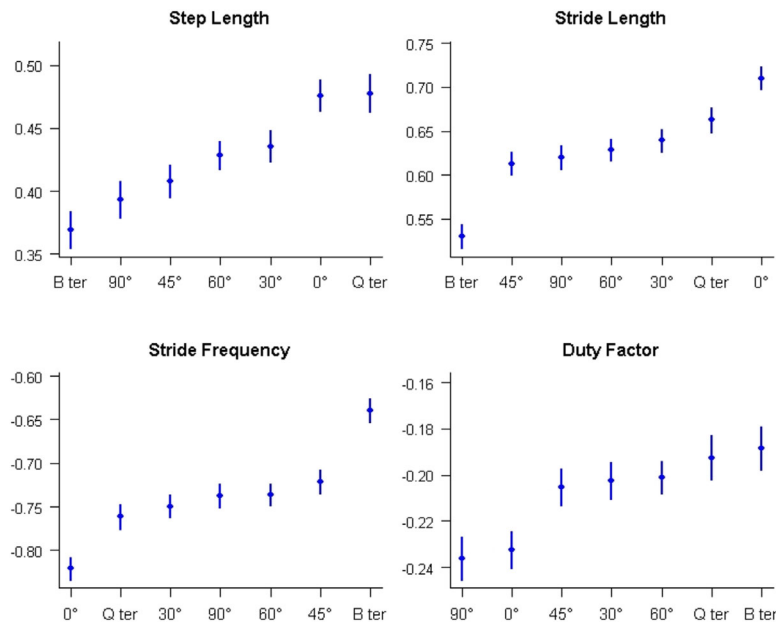 Step Length
0.50
0.45
0.40
0.35
B ter 90° 45° 60° 30° 0° Q ter
Stride Length
0.75
0.70
0.65
0.60
0.55
B ter 45° 90° 60° 30° Q ter 0°
Stride Frequency
-0.60
-0.65
-0.70
-0.75
-0.80
0° Q ter 30° 90° 60° 45° B ter
Duty Factor
-0.16
-0.18
-0.20
-0.22
-0.24
90° 0° 45° 30° 60° Q ter B ter